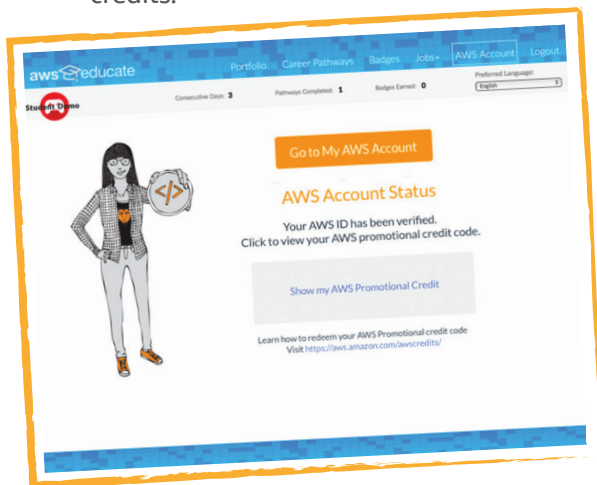 credits.
aws educate
Portfolio Career Pathways Badges Jobs AWS Account Logout
Student Demo
Consecutive Days: 3 Pathways Completed: 1 Badges Earned: 0
Preferred Language:
English
Go to My AWS Account
</>
AWS Account Status
Your AWS ID has been verified.
Click to view your AWS promotional credit code.
Show my AWS Promotional Credit
Learn how to redeem your AWS Promotional credit code
Visit https://aws.amazon.com/awscredits/